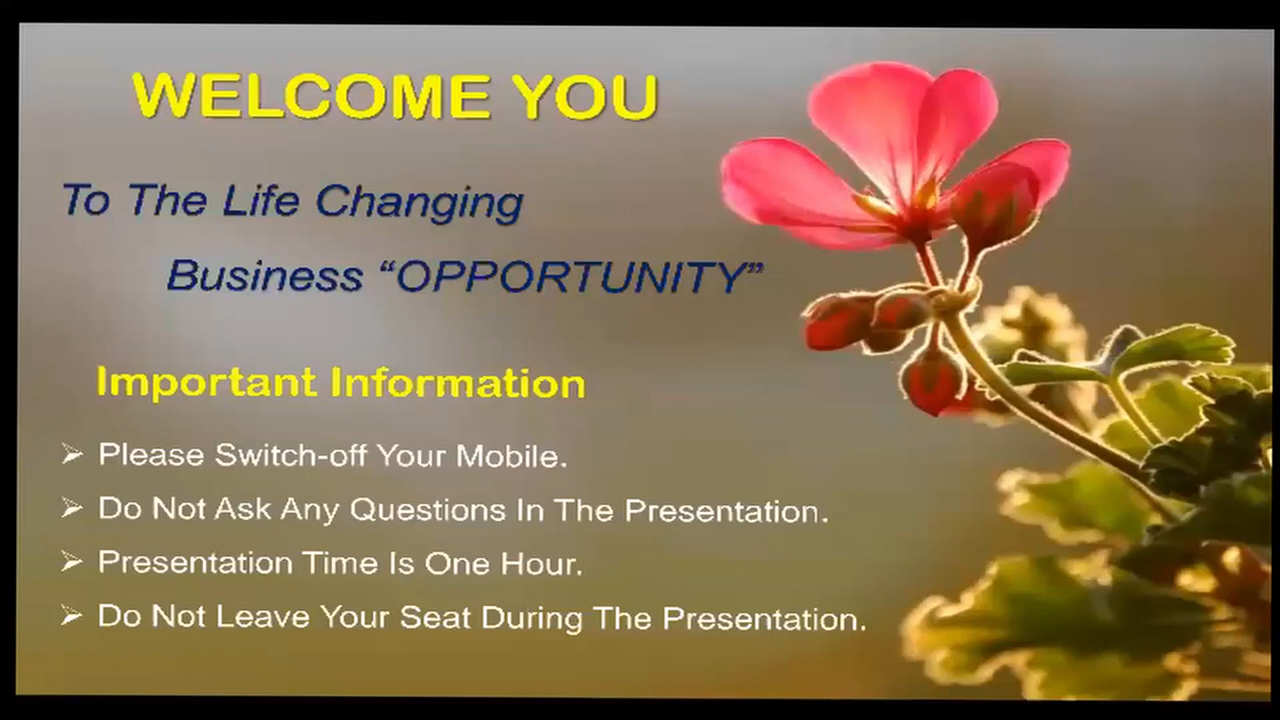 WELCOME YOU
To The Life Changing
Business “OPPORTUNITY”
Important Information
➢ Please Switch-off Your Mobile.
➢ Do Not Ask Any Questions In The Presentation.
➢ Presentation Time Is One Hour.
➢ Do Not Leave Your Seat During The Presentation.